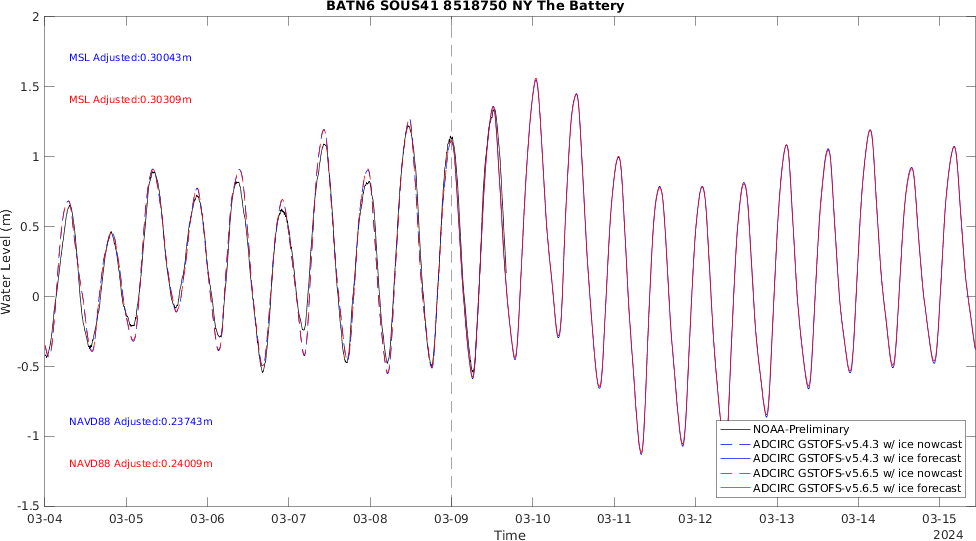 BATN6 SOUS41 8518750 NY The Battery
2
1.5
1
0.5
0
-0.5
-1
-1.5
Water Level (m)
MSL Adjusted:0.30043m
MSL Adjusted:0.30309m
NAVD88 Adjusted:0.23743m
NAVD88 Adjusted:0.24009m
NOAA-Preliminary
ADCIRC GSTOFS-v5.4.3 w/ ice nowcast
ADCIRC GSTOFS-v5.4.3 w/ ice forecast
ADCIRC GSTOFS-v5.6.5 w/ ice nowcast
ADCIRC GSTOFS-v5.6.5 w/ ice forecast
03-04 03-05 03-06 03-07 03-08 03-09 03-10 03-11 03-12 03-13 03-14 03-15
Time
2024